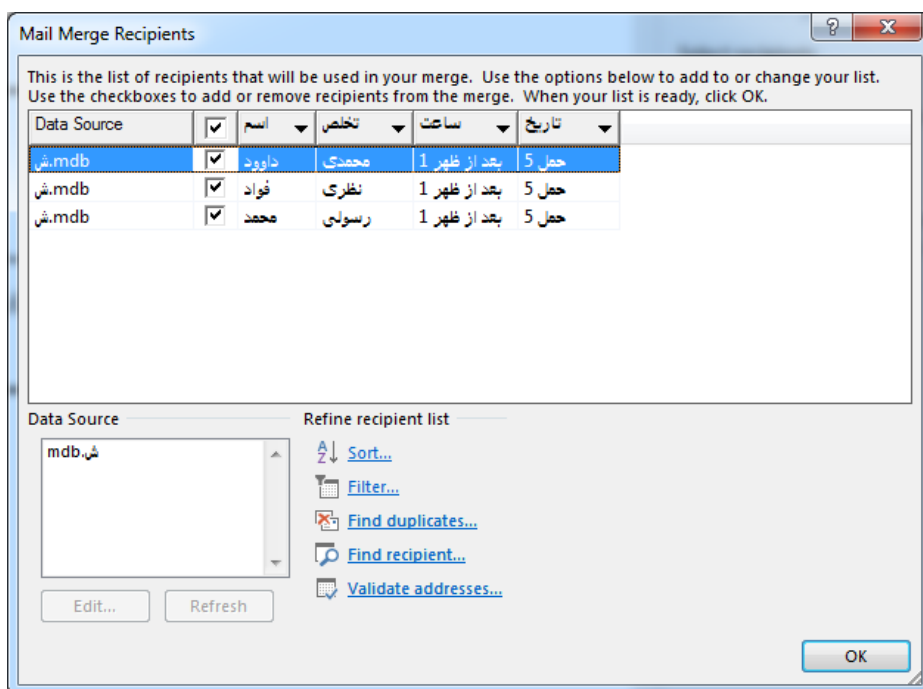 Mail Merge Recipients
This is the list of recipients that will be used in your merge. Use the options below to add to or change your list.
Use the checkboxes to add or remove recipients from the merge. When your list is ready, click OK.
Data Source اسم تخلص ساعت تاریخ
ش.mdb داوود محمدی بعد از ظهر 1 حمل 5
ش.mdb فواد نظری بعد از ظهر 1 حمل 5
ش.mdb محمد رسولی بعد از ظهر 1 حمل 5
Data Source
ش.mdb
Edit...
Refresh
Refine recipient list
Sort...
Filter...
Find duplicates...
Find recipient...
Validate addresses...
OK